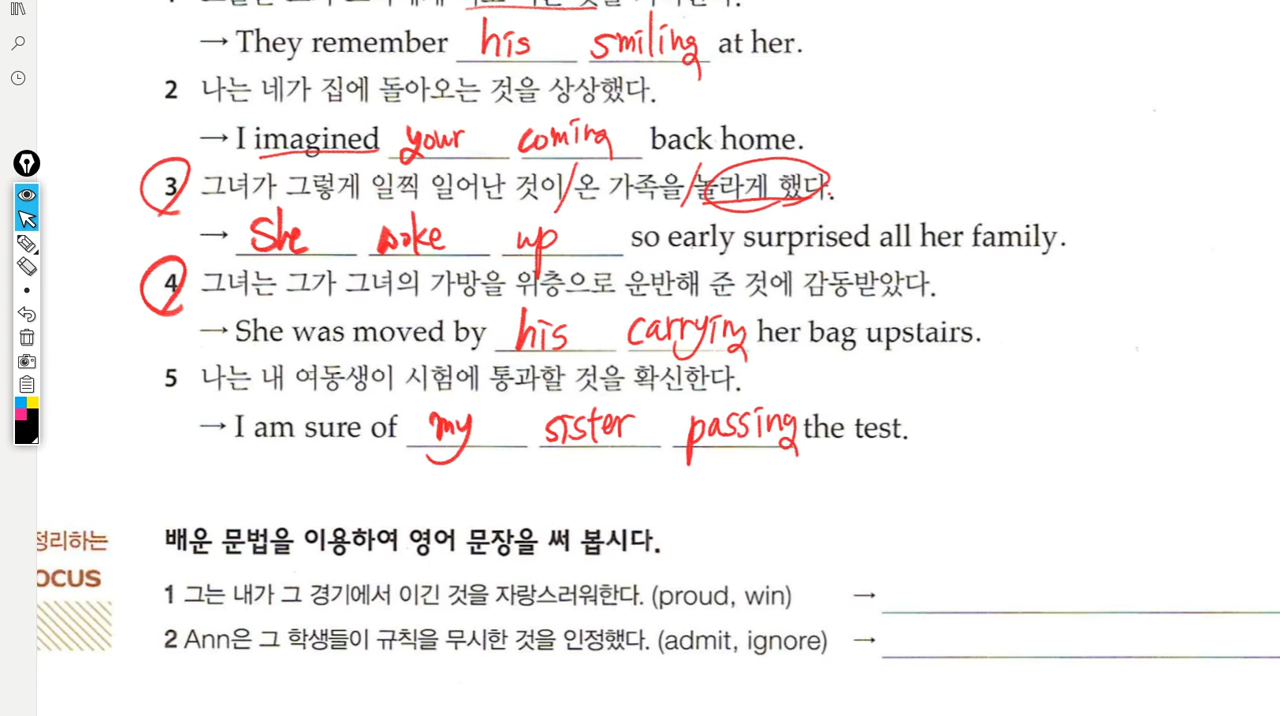 → They remember his smiling at her.
2 나는 네가 집에 돌아오는 것을 상상했다.
→ I imagined your coming back home.
3 그녀가 그렇게 일찍 일어난 것이/온 가족을/놀라게 했다.
→ She woke up so early surprised all her family.
4 그녀는 그가 그녀의 가방을 위층으로 운반해 준 것에 감동받았다.
→ She was moved by his carrying her bag upstairs.
5 나는 내 여동생이 시험에 통과할 것을 확신한다.
→ I am sure of my sister passing the test.
정리하는
OCUS
배운 문법을 이용하여 영어 문장을 써 봅시다.
1 그는 내가 그 경기에서 이긴 것을 자랑스러워한다. (proud, win) →
2 Ann은 그 학생들이 규칙을 무시한 것을 인정했다. (admit, ignore) →